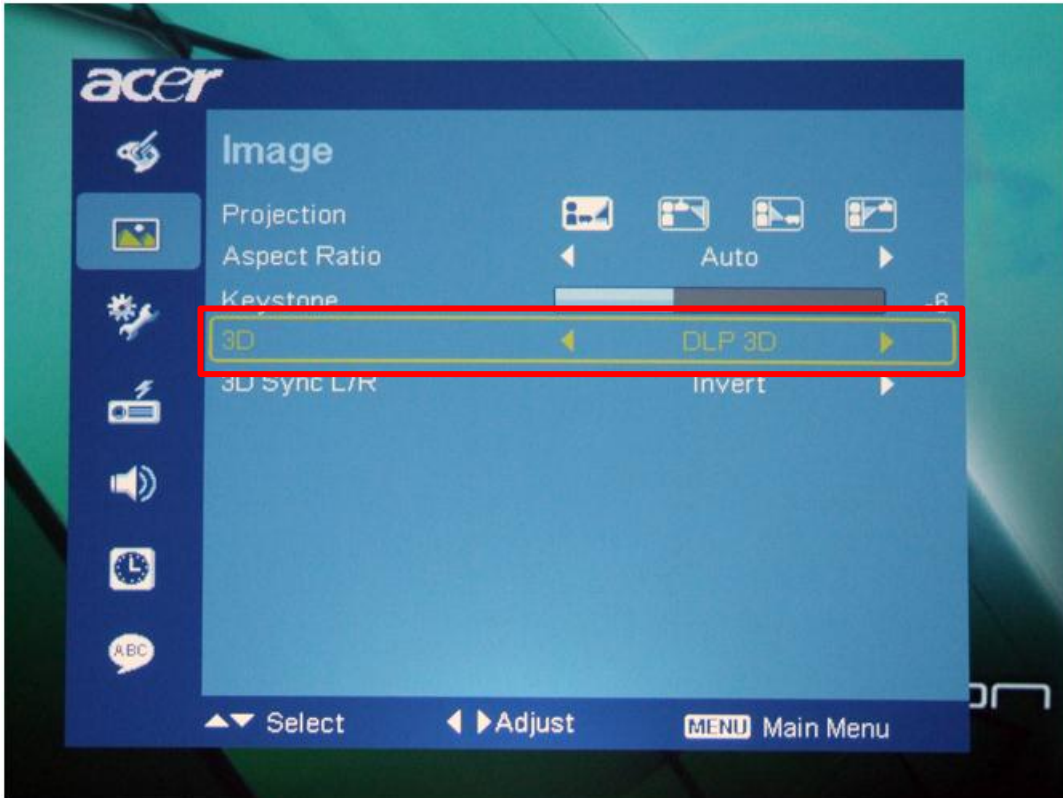 acer
Image
Projection
Aspect Ratio Auto
Keystone -6
3D DLP 3D
3D Sync L/R Invert
ABC
Select Adjust MENU Main Menu
on